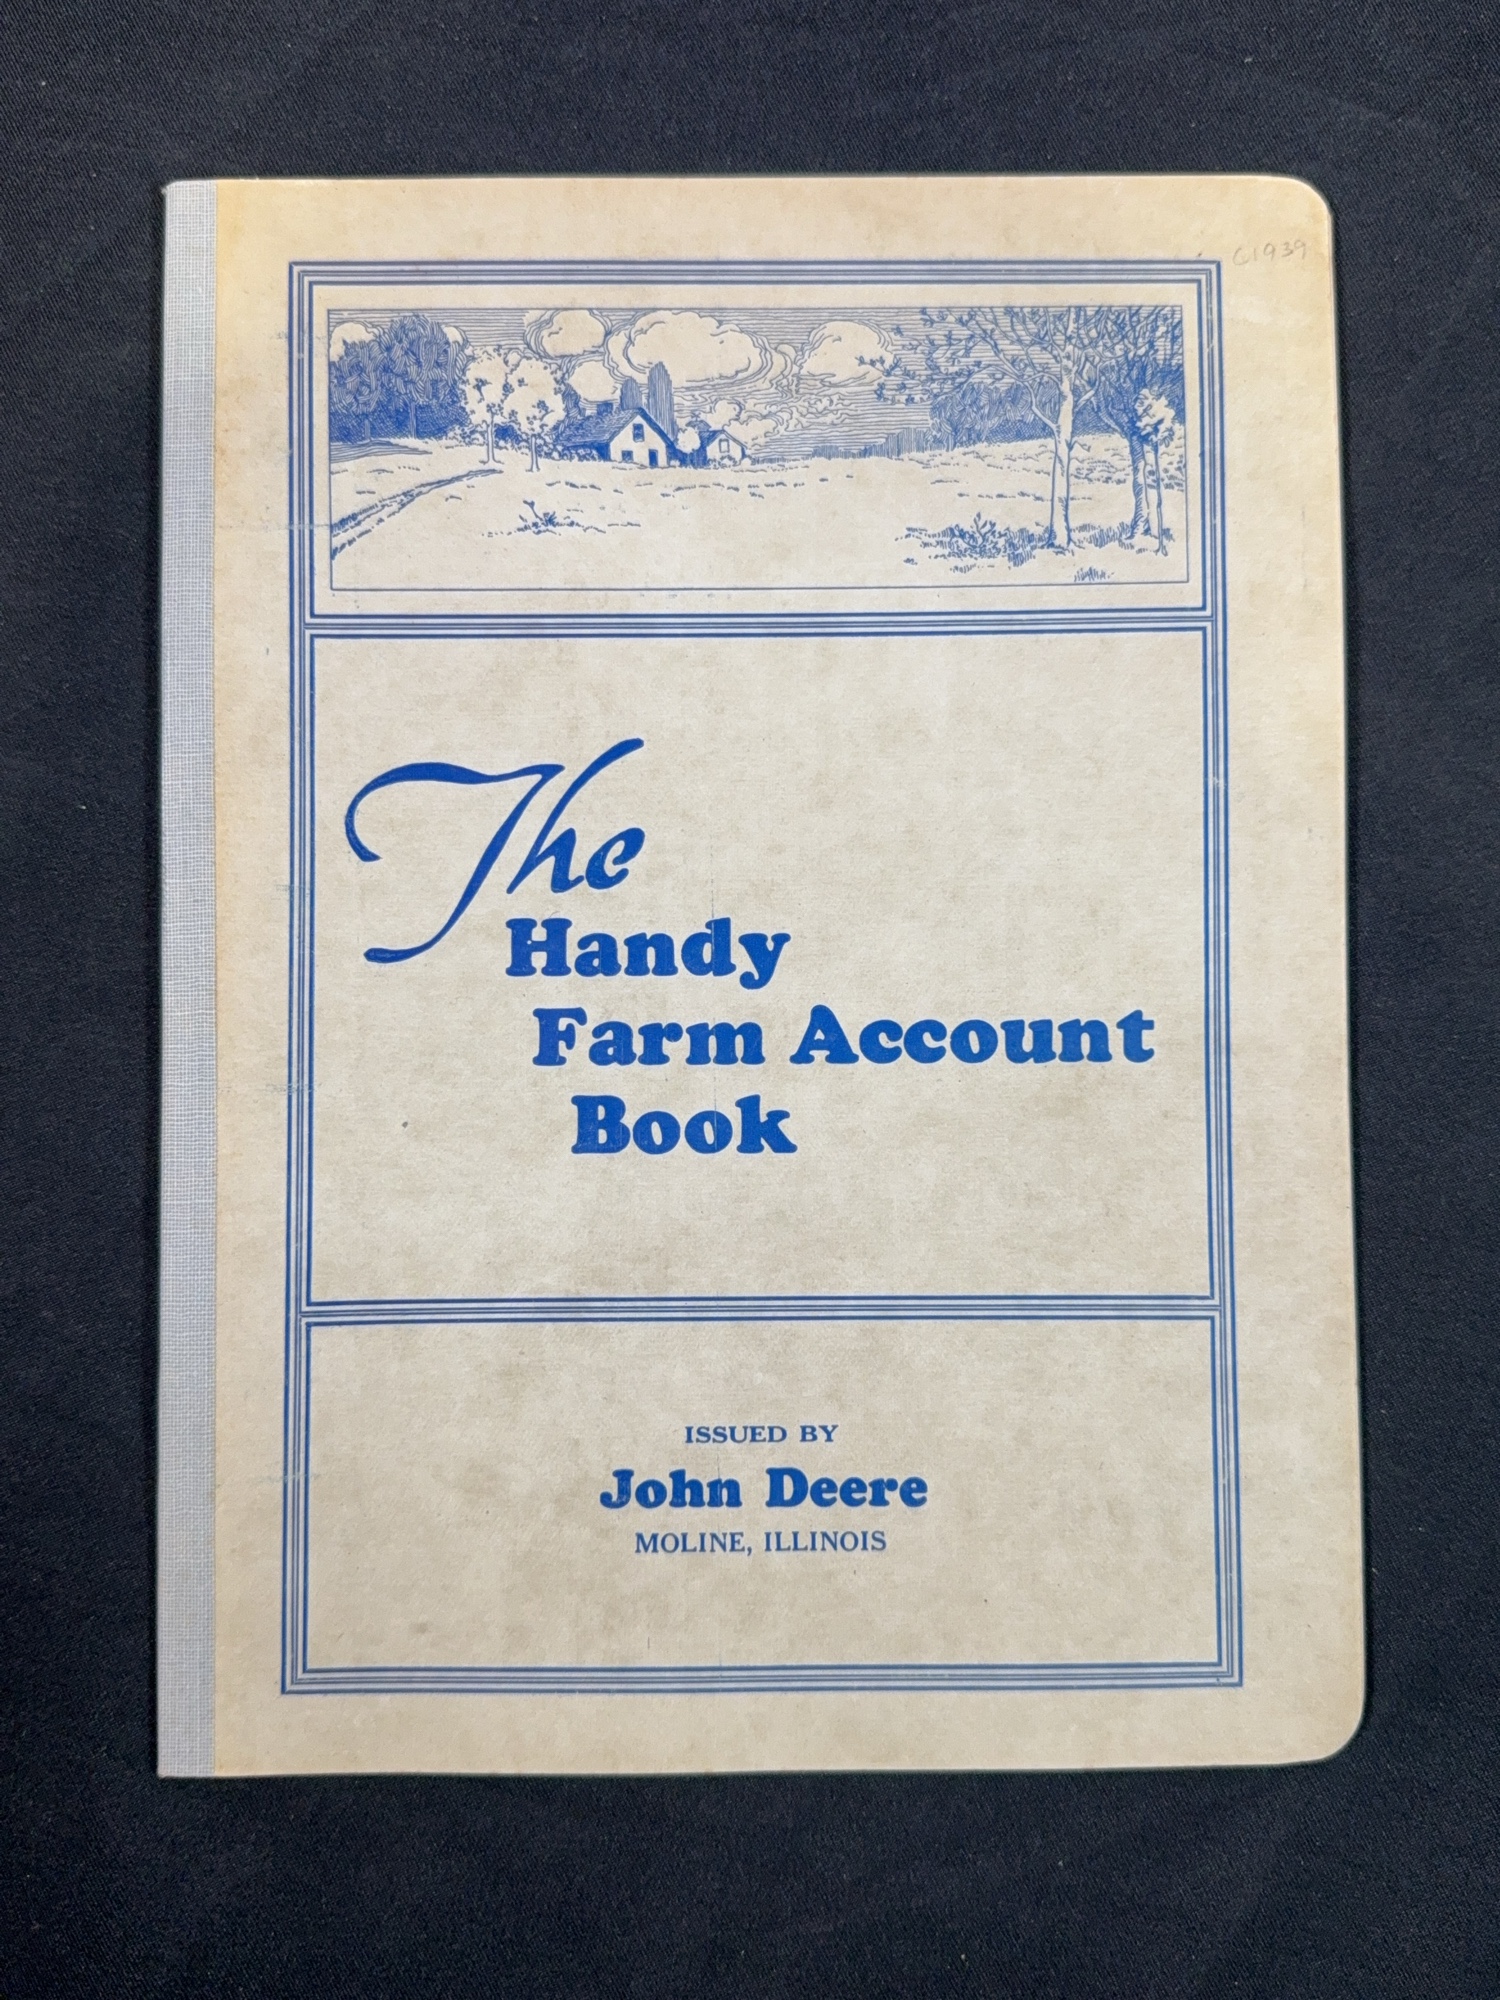 C1939
The
Handy
Farm Account
Book
ISSUED BY
John Deere
MOLINE, ILLINOIS